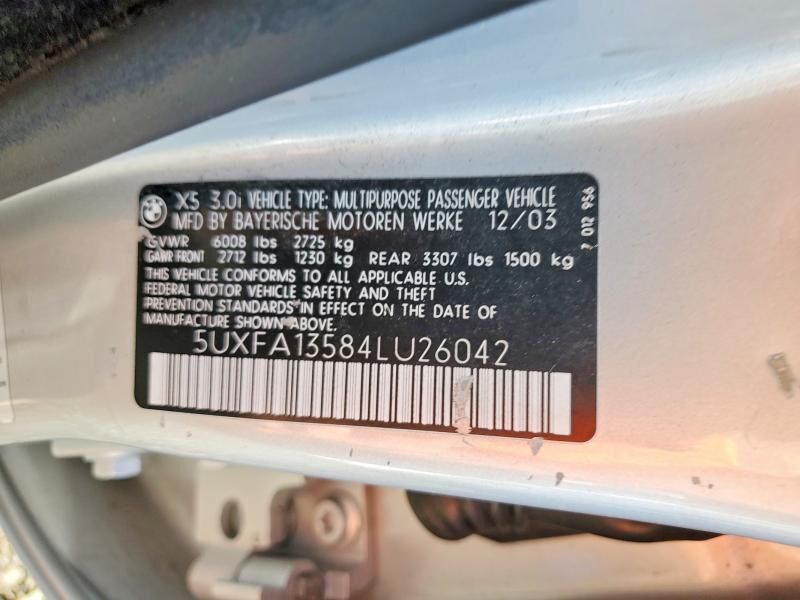 X5 3.0i VEHICLE TYPE: MULTIPURPOSE PASSENGER VEHICLE
MFD BY BAYERISCHE MOTOREN WERKE 12/03
GVWR 6008 lbs 2725 kg
GAWR FRONT 2712 lbs 1230 kg REAR 3307 lbs 1500 kg
THIS VEHICLE CONFORMS TO ALL APPLICABLE U.S.
FEDERAL MOTOR VEHICLE SAFETY AND THEFT
PREVENTION STANDARDS IN EFFECT ON THE DATE OF
MANUFACTURE SHOWN ABOVE.
5UXFA13584LU26042
7 012 956